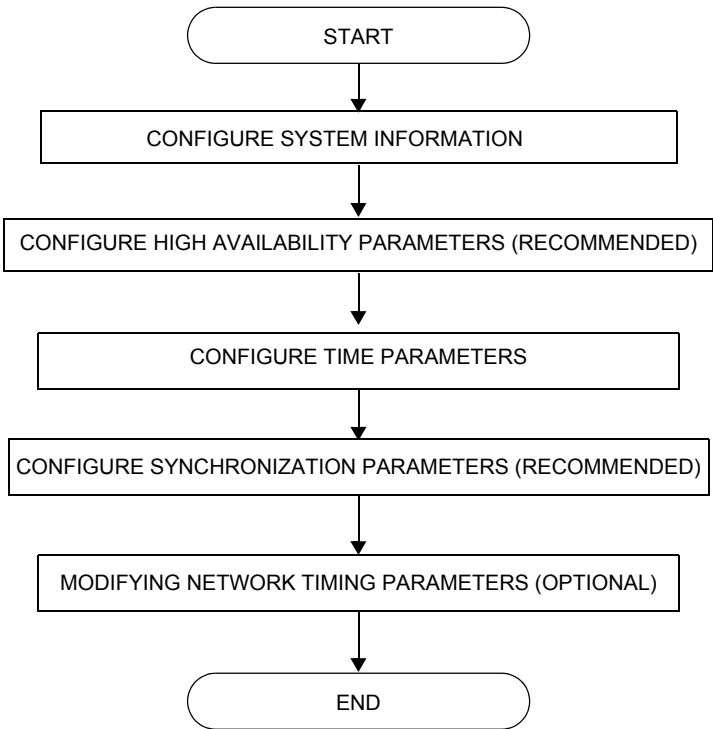 START
CONFIGURE SYSTEM INFORMATION
CONFIGURE HIGH AVAILABILITY PARAMETERS (RECOMMENDED)
CONFIGURE TIME PARAMETERS
CONFIGURE SYNCHRONIZATION PARAMETERS (RECOMMENDED)
MODIFYING NETWORK TIMING PARAMETERS (OPTIONAL)
END